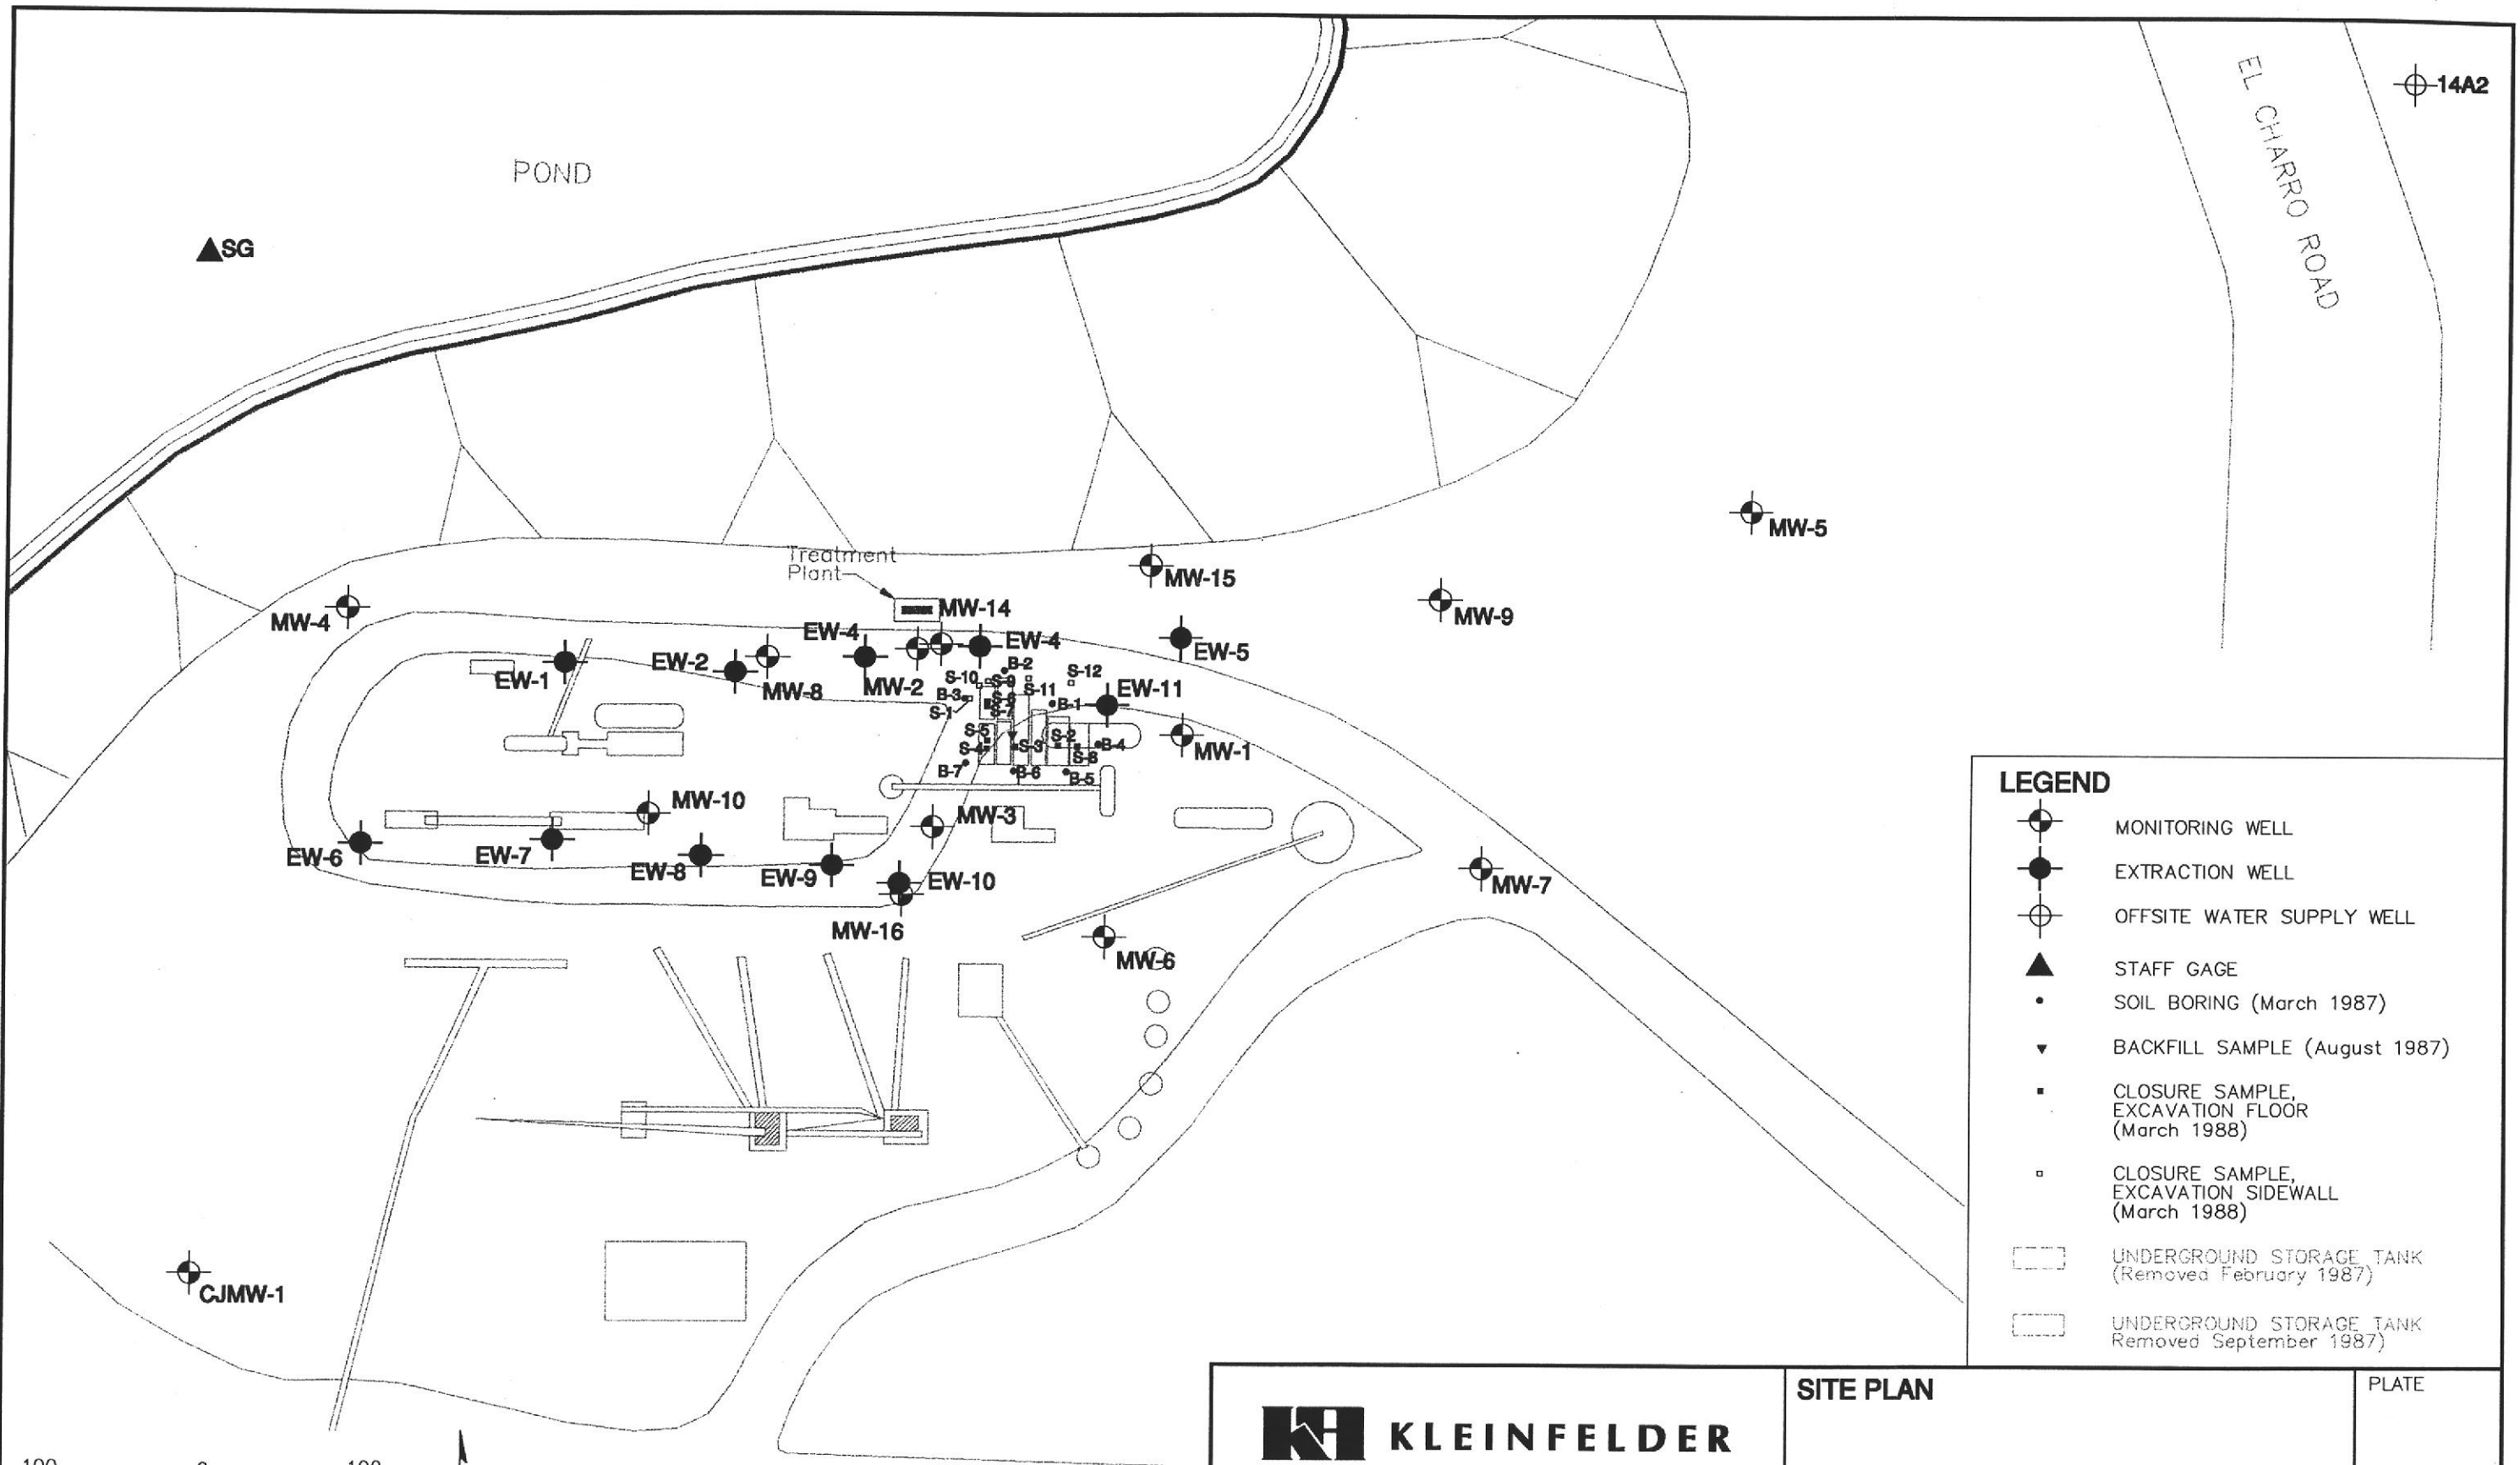 14A2
EL CHARRO ROAD
POND
SG
MW-5
Treatment
Plant
MW-15
MW-9
MW-14
MW-4
EW-4
EW-4
EW-5
EW-2
B-2
S-12
EW-1
MW-8
MW-2
S-10
S-9
S-11
EW-11
B-3
S-6
B-1
S-1
S-7
S-5
S-2
S-4
S-3
B-4
MW-1
S-8
B-7
B-6
B-5
MW-10
MW-3
EW-6
EW-7
EW-8
EW-9
EW-10
MW-7
MW-16
MW-6
CJMW-1
LEGEND
MONITORING WELL
EXTRACTION WELL
OFFSITE WATER SUPPLY WELL
STAFF GAGE
SOIL BORING (March 1987)
BACKFILL SAMPLE (August 1987)
CLOSURE SAMPLE,
EXCAVATION FLOOR
(March 1988)
CLOSURE SAMPLE,
EXCAVATION SIDEWALL
(March 1988)
UNDERGROUND STORAGE TANK
(Removed February 1987)
UNDERGROUND STORAGE TANK
Removed September 1987)
KLEINFELDER
SITE PLAN
PLATE